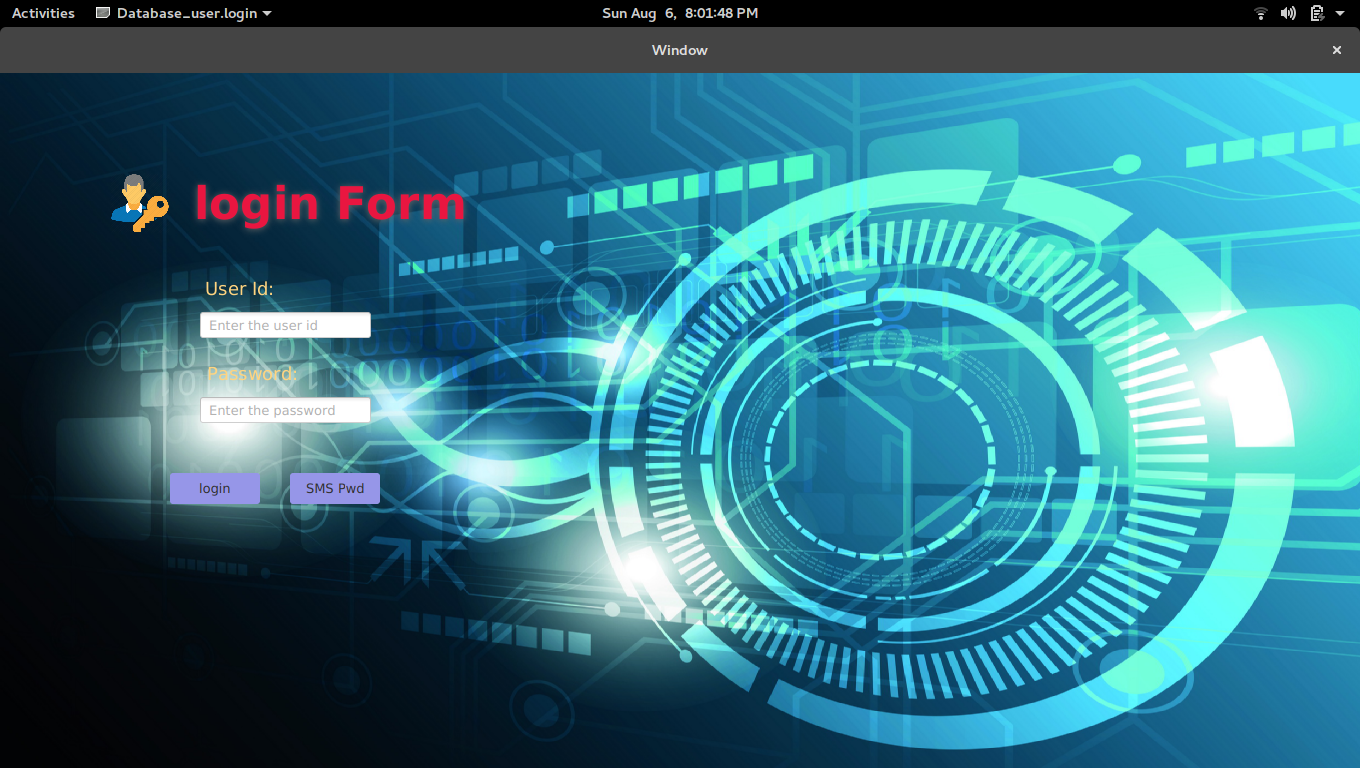 Activities Database_user.login Sun Aug 6, 8:01:48 PM
Window
login Form
User Id:
Enter the user id
Password:
Enter the password
login SMS Pwd